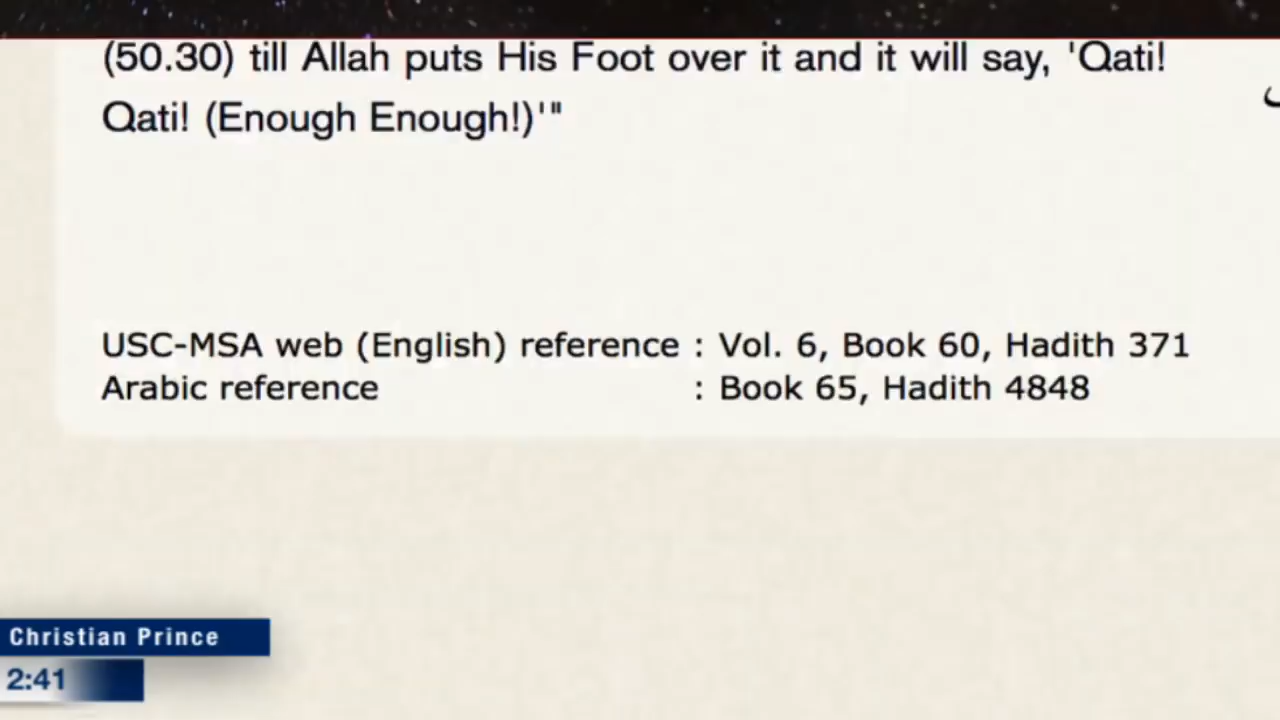 (50.30) till Allah puts His Foot over it and it will say, 'Qati!
Qati! (Enough Enough!)'"
USC-MSA web (English) reference : Vol. 6, Book 60, Hadith 371
Arabic reference : Book 65, Hadith 4848
Christian Prince
2:41